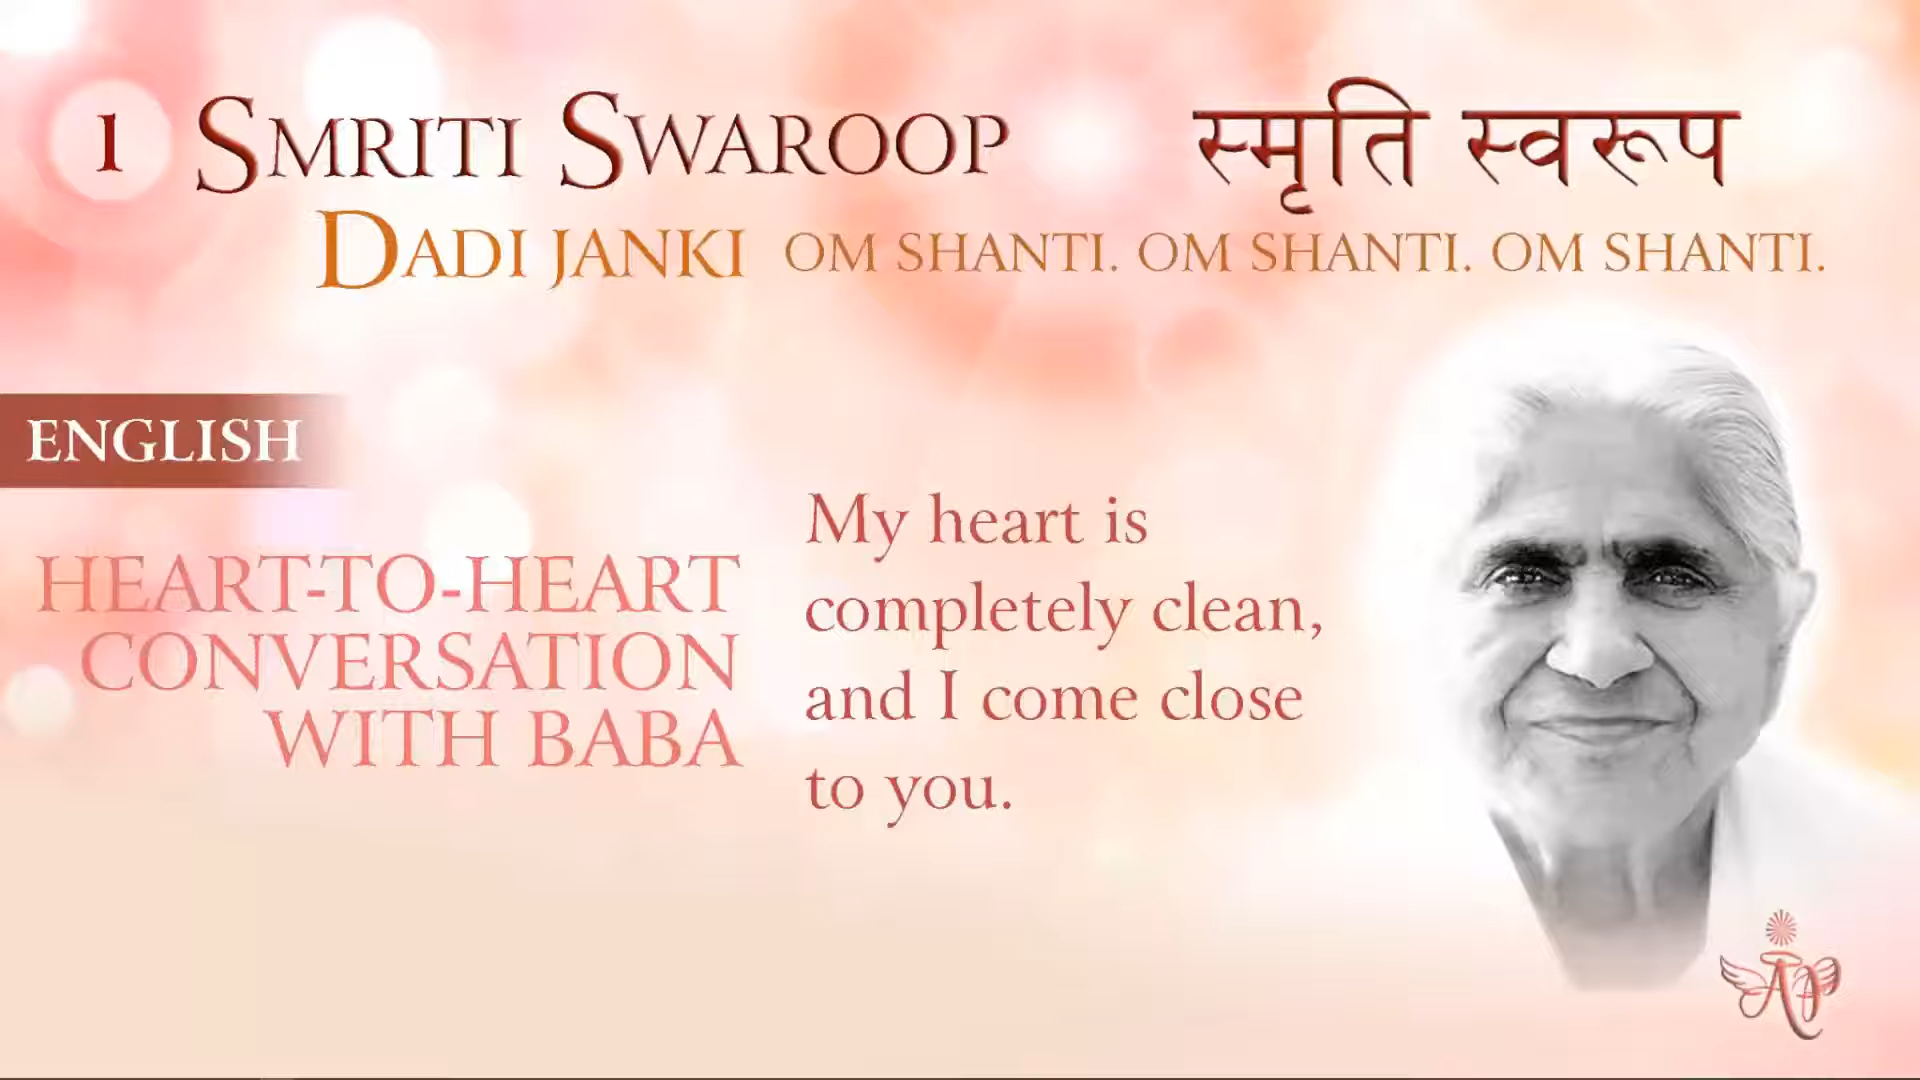 1 SMRITI SWAROOP स्मृति स्वरूप
DADI JANKI OM SHANTI. OM SHANTI. OM SHANTI.
ENGLISH
HEART-TO-HEART
CONVERSATION
WITH BABA
My heart is
completely clean,
and I come close
to you.